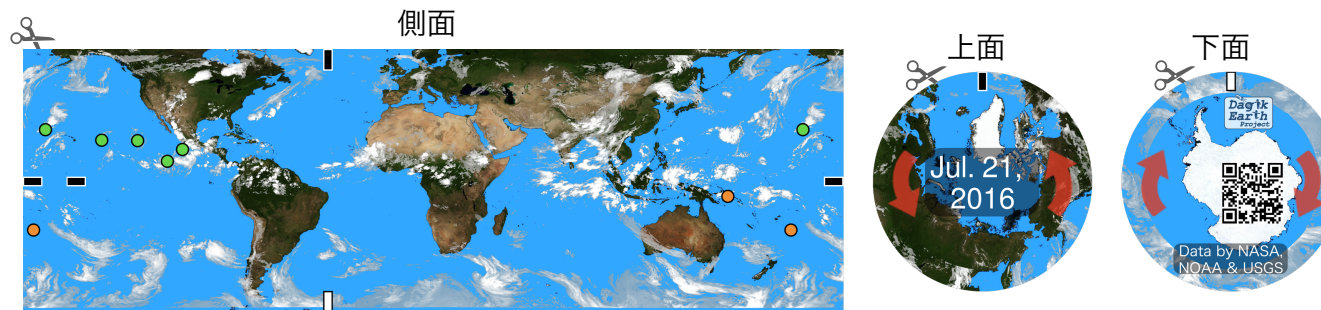 側面
上面
下面
Jul. 21,
2016
Dagik
Earth
Project
Data by NASA,
NOAA & USGS